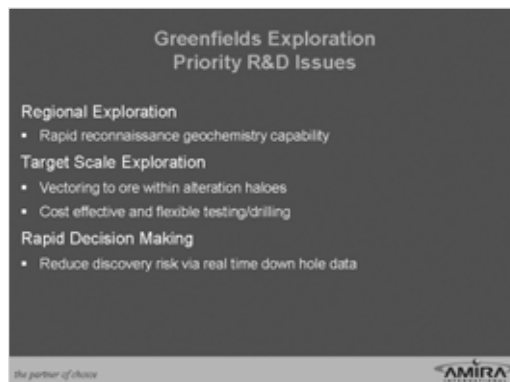 Greenfields Exploration
Priority R&D Issues
Regional Exploration
▪ Rapid reconnaissance geochemistry capability
Target Scale Exploration
▪ Vectoring to ore within alteration haloes
▪ Cost effective and flexible testing/drilling
Rapid Decision Making
▪ Reduce discovery risk via real time down hole data
the partner of choice
AMIRA
INTERNATIONAL